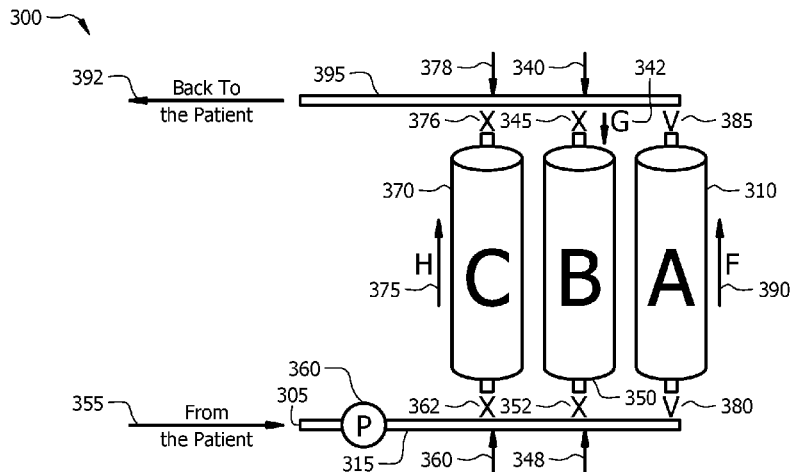 300
392
Back To
the Patient
395
378
340
342
376
X
345
X
G
V
385
370
310
H
C
B
A
F
375
390
360
350
355
From
the Patient
305
P
362
X
352
X
V
380
315
360
348